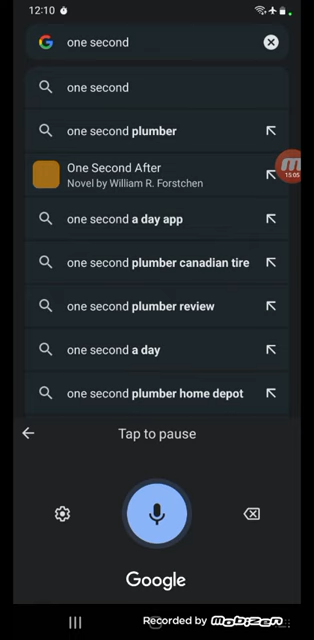 12:10
one second
one second
one second plumber
One Second After
Novel by William R. Forstchen
15:05
one second a day app
one second plumber canadian tire
one second plumber review
one second a day
one second plumber home depot
Tap to pause
Google
Recorded by mobizen